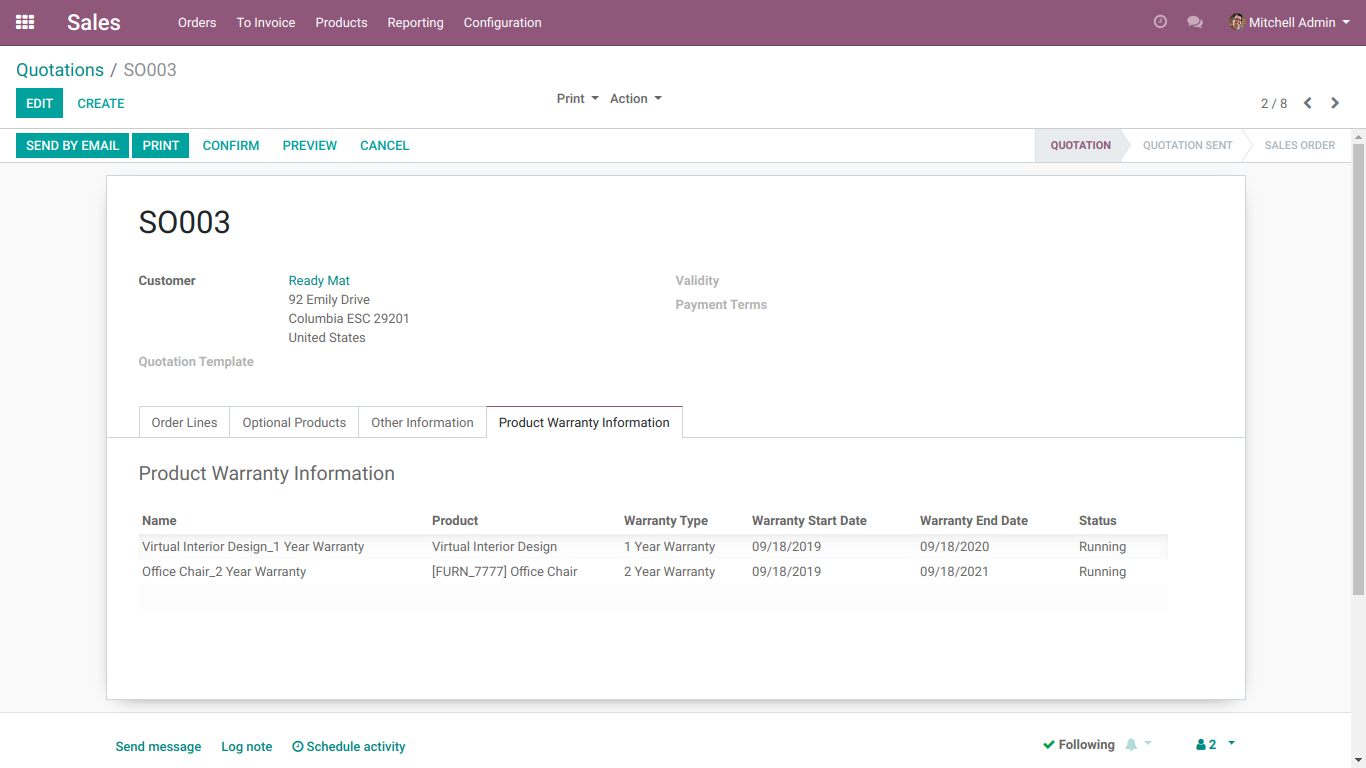 Sales Orders To Invoice Products Reporting Configuration Mitchell Admin
Quotations / SO003
EDIT CREATE Print Action 2 / 8
SEND BY EMAIL PRINT CONFIRM PREVIEW CANCEL QUOTATION QUOTATION SENT SALES ORDER
SO003
Customer Ready Mat Validity
92 Emily Drive Payment Terms
Columbia ESC 29201
United States
Quotation Template
Order Lines Optional Products Other Information Product Warranty Information
Product Warranty Information
Name Product Warranty Type Warranty Start Date Warranty End Date Status
Virtual Interior Design_1 Year Warranty Virtual Interior Design 1 Year Warranty 09/18/2019 09/18/2020 Running
Office Chair_2 Year Warranty [FURN_7777] Office Chair 2 Year Warranty 09/18/2019 09/18/2021 Running
Send message Log note Schedule activity Following 2